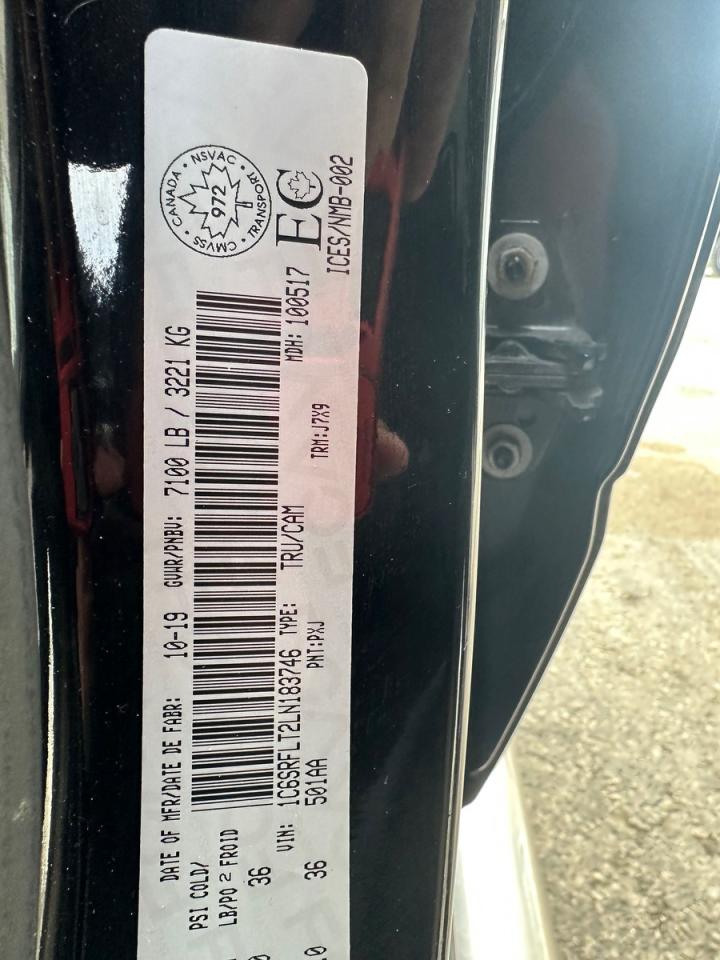 DATE OF MFR/DATE DE FABR: 10-19 GVWR/PNBV: 7100 LB / 3221 KG
PSI COLD/
LB/PO 2 FROID
36
VIN: 1C6SRFLT2LN183746 TYPE: TRU/CAM MDH: 100517
36 501AA PNT:PXJ TRM:J7X9
CANADA • NSVAC • TRANSPORT • CMVSS
972
EC
ICES/NMB-002